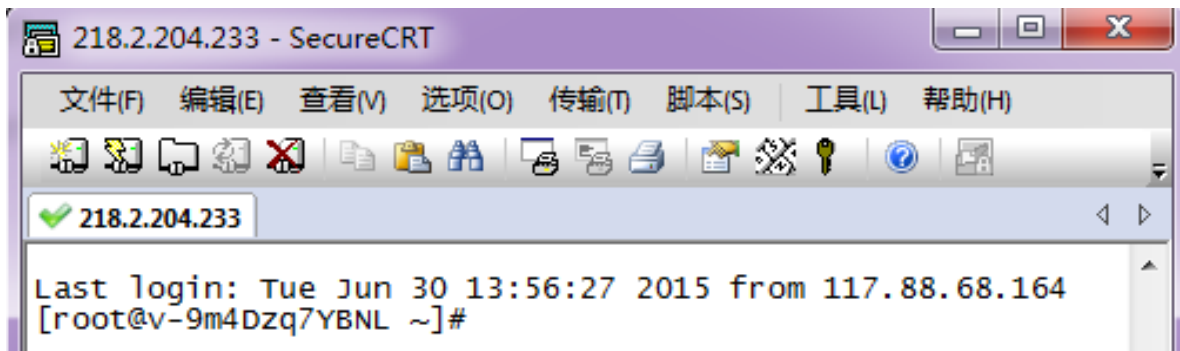 218.2.204.233 - SecureCRT
文件(F) 编辑(E) 查看(V) 选项(O) 传输(T) 脚本(S) 工具(L) 帮助(H)
218.2.204.233
Last login: Tue Jun 30 13:56:27 2015 from 117.88.68.164
[root@v-9m4Dzq7YBNL ~]#